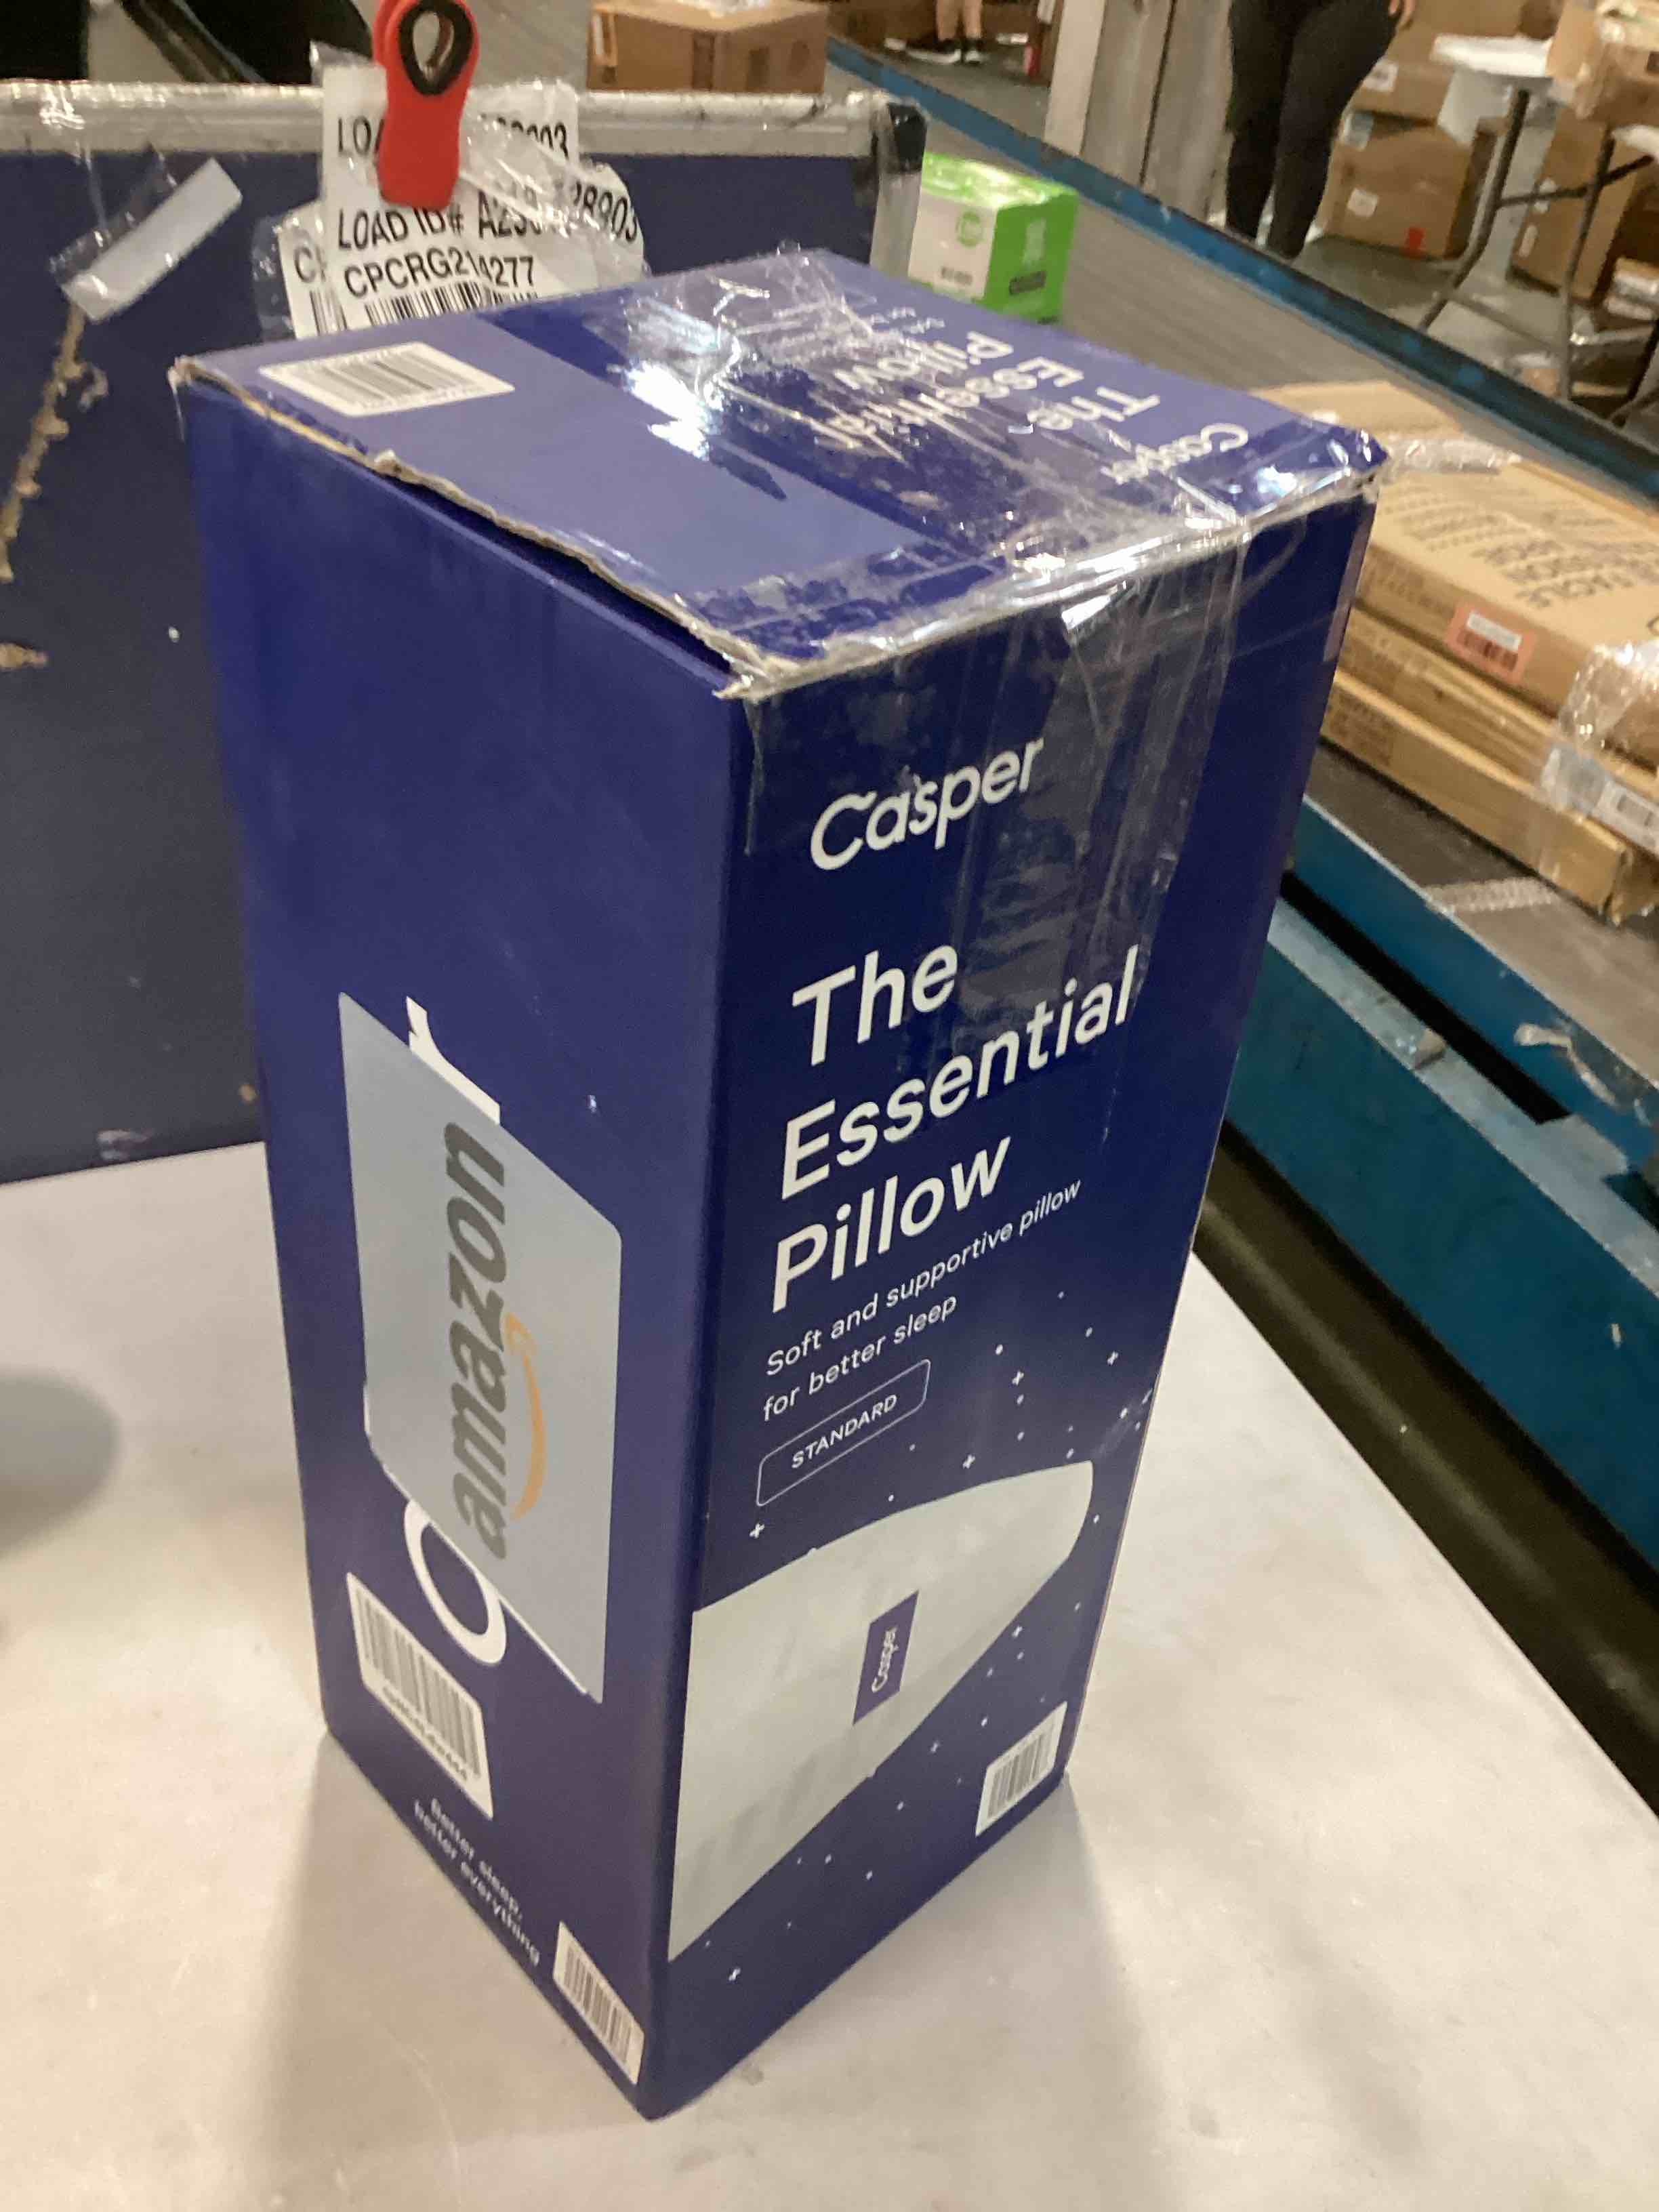 LOAD ID#
CPCRG214277
Casper
The
Essential
Pillow
Casper
The
Essential
Pillow
Soft and supportive pillow
for better sleep
STANDARD
Casper
amazon
Better sleep,
better everything